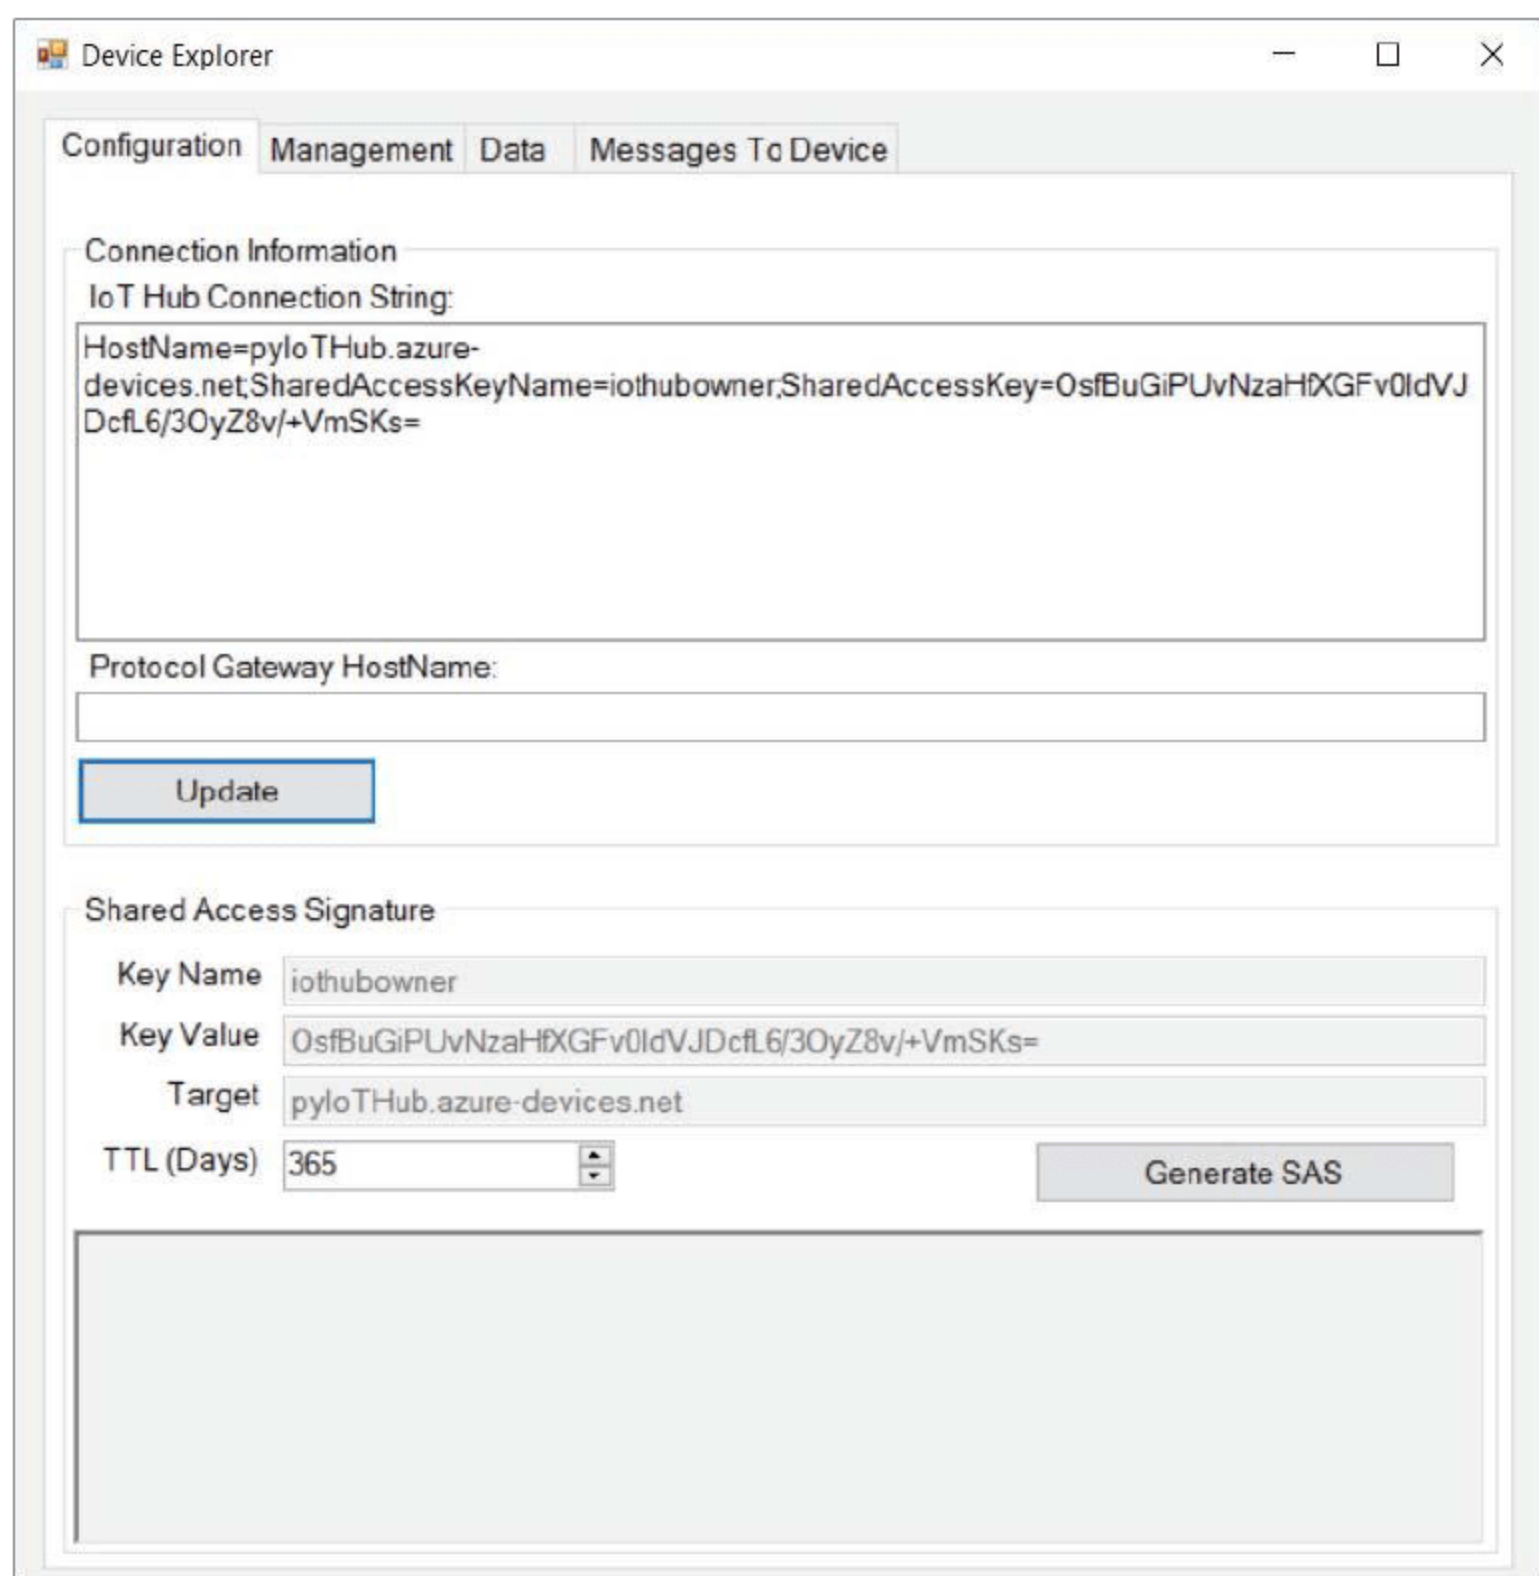 Device Explorer
Configuration Management Data Messages To Device
Connection Information
IoT Hub Connection String:
HostName=pyIoTHub.azure-
devices.net;SharedAccessKeyName=iothubowner;SharedAccessKey=OsfBuGiPUvNzaHfXGFv0IdVJ
DcfL6/3OyZ8v/+VmSKs=
Protocol Gateway HostName:
Update
Shared Access Signature
Key Name iothubowner
Key Value OsfBuGiPUvNzaHfXGFv0IdVJDcfL6/3OyZ8v/+VmSKs=
Target pyIoTHub.azure-devices.net
TTL (Days) 365
Generate SAS